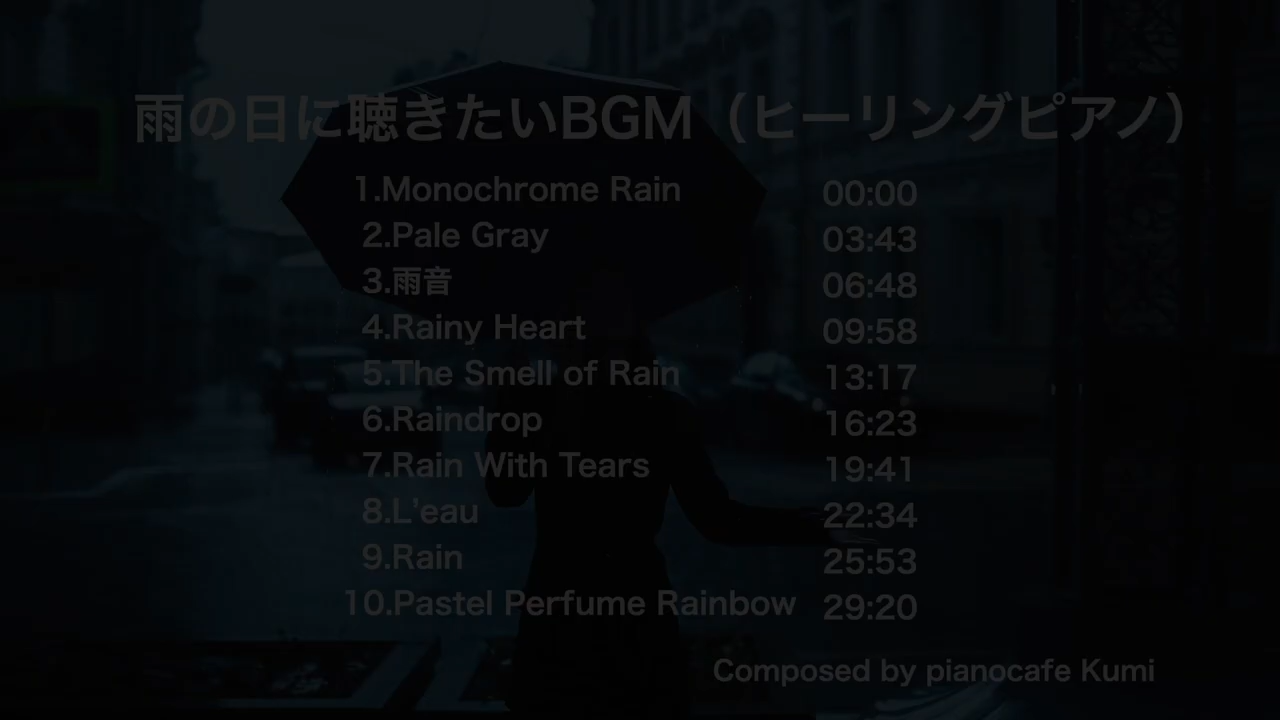 雨の日に聴きたいBGM（ヒーリングピアノ）
1.Monochrome Rain 00:00
2.Pale Gray 03:43
3.雨音 06:48
4.Rainy Heart 09:58
5.The Smell of Rain 13:17
6.Raindrop 16:23
7.Rain With Tears 19:41
8.L'eau 22:34
9.Rain 25:53
10.Pastel Perfume Rainbow 29:20
Composed by pianocafe Kumi